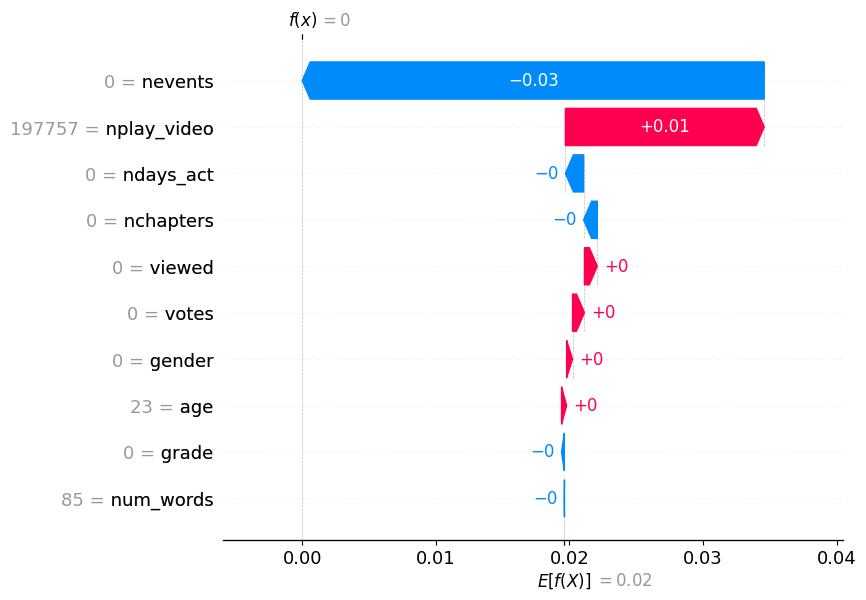 f(x) = 0
0 = nevents −0.03
197757 = nplay_video +0.01
0 = ndays_act −0
0 = nchapters −0
0 = viewed +0
0 = votes +0
0 = gender +0
23 = age +0
0 = grade −0
85 = num_words −0
0.00 0.01 0.02 0.03 0.04
E[f(X)] = 0.02